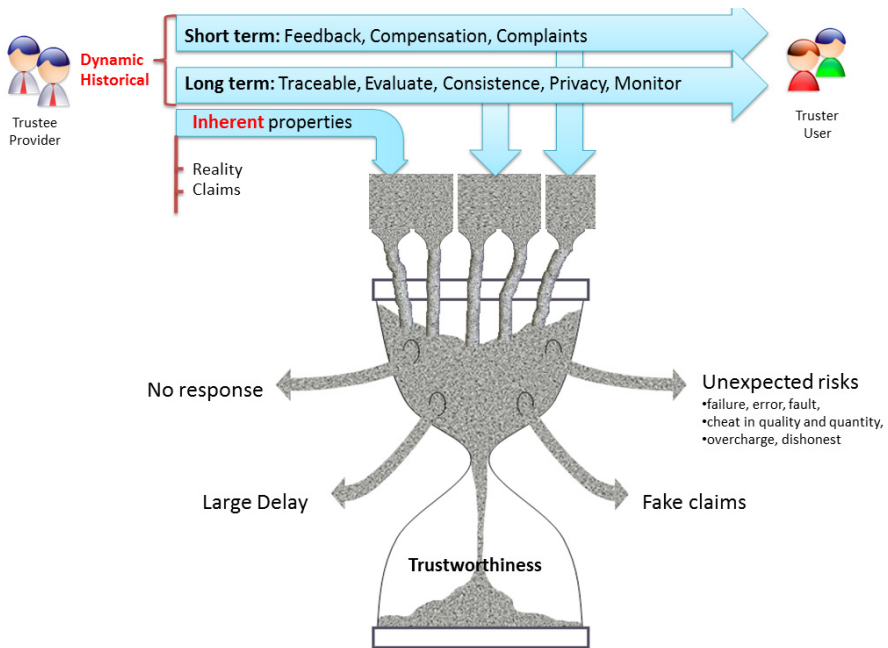 Short term: Feedback, Compensation, Complaints
Dynamic
Historical
Long term: Traceable, Evaluate, Consistence, Privacy, Monitor
Trustee
Provider
Truster
User
Inherent properties
Reality
Claims
No response
Unexpected risks
•failure, error, fault,
•cheat in quality and quantity,
•overcharge, dishonest
Large Delay
Fake claims
Trustworthiness